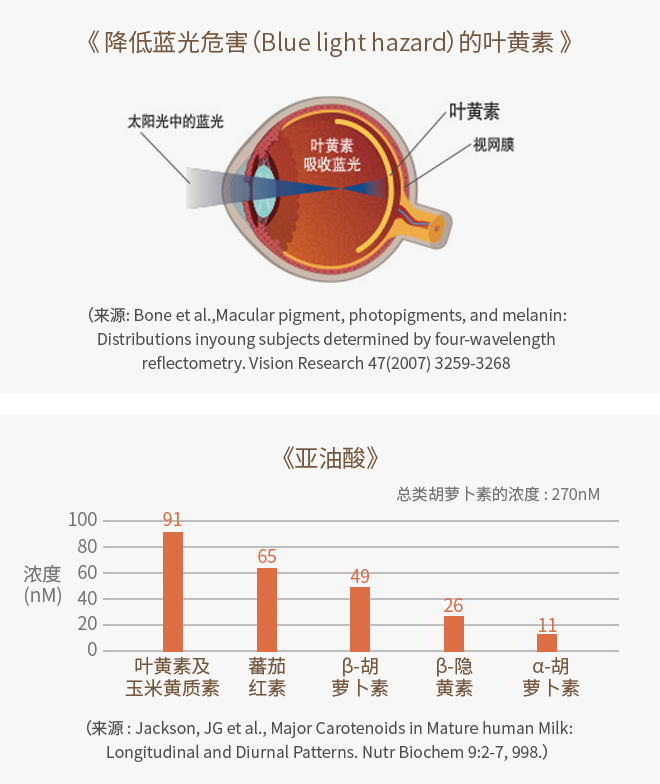 《 降低蓝光危害 (Blue light hazard) 的叶黄素 》
太阳光中的蓝光
叶黄素
视网膜
叶黄素
吸收蓝光
(来源: Bone et al.,Macular pigment, photopigments, and melanin:
Distributions inyoung subjects determined by four-wavelength
reflectometry. Vision Research 47(2007) 3259-3268
《亚油酸》
总类胡萝卜素的浓度 : 270nM
浓度
(nM)
100
80
60
40
20
0
91
65
49
26
11
叶黄素及
玉米黄质素
蕃茄
红素
β-胡
萝卜素
β-隐
黄素
α-胡
萝卜素
(来源 : Jackson, JG et al., Major Carotenoids in Mature human Milk:
Longitudinal and Diurnal Patterns. Nutr Biochem 9:2-7, 998.)